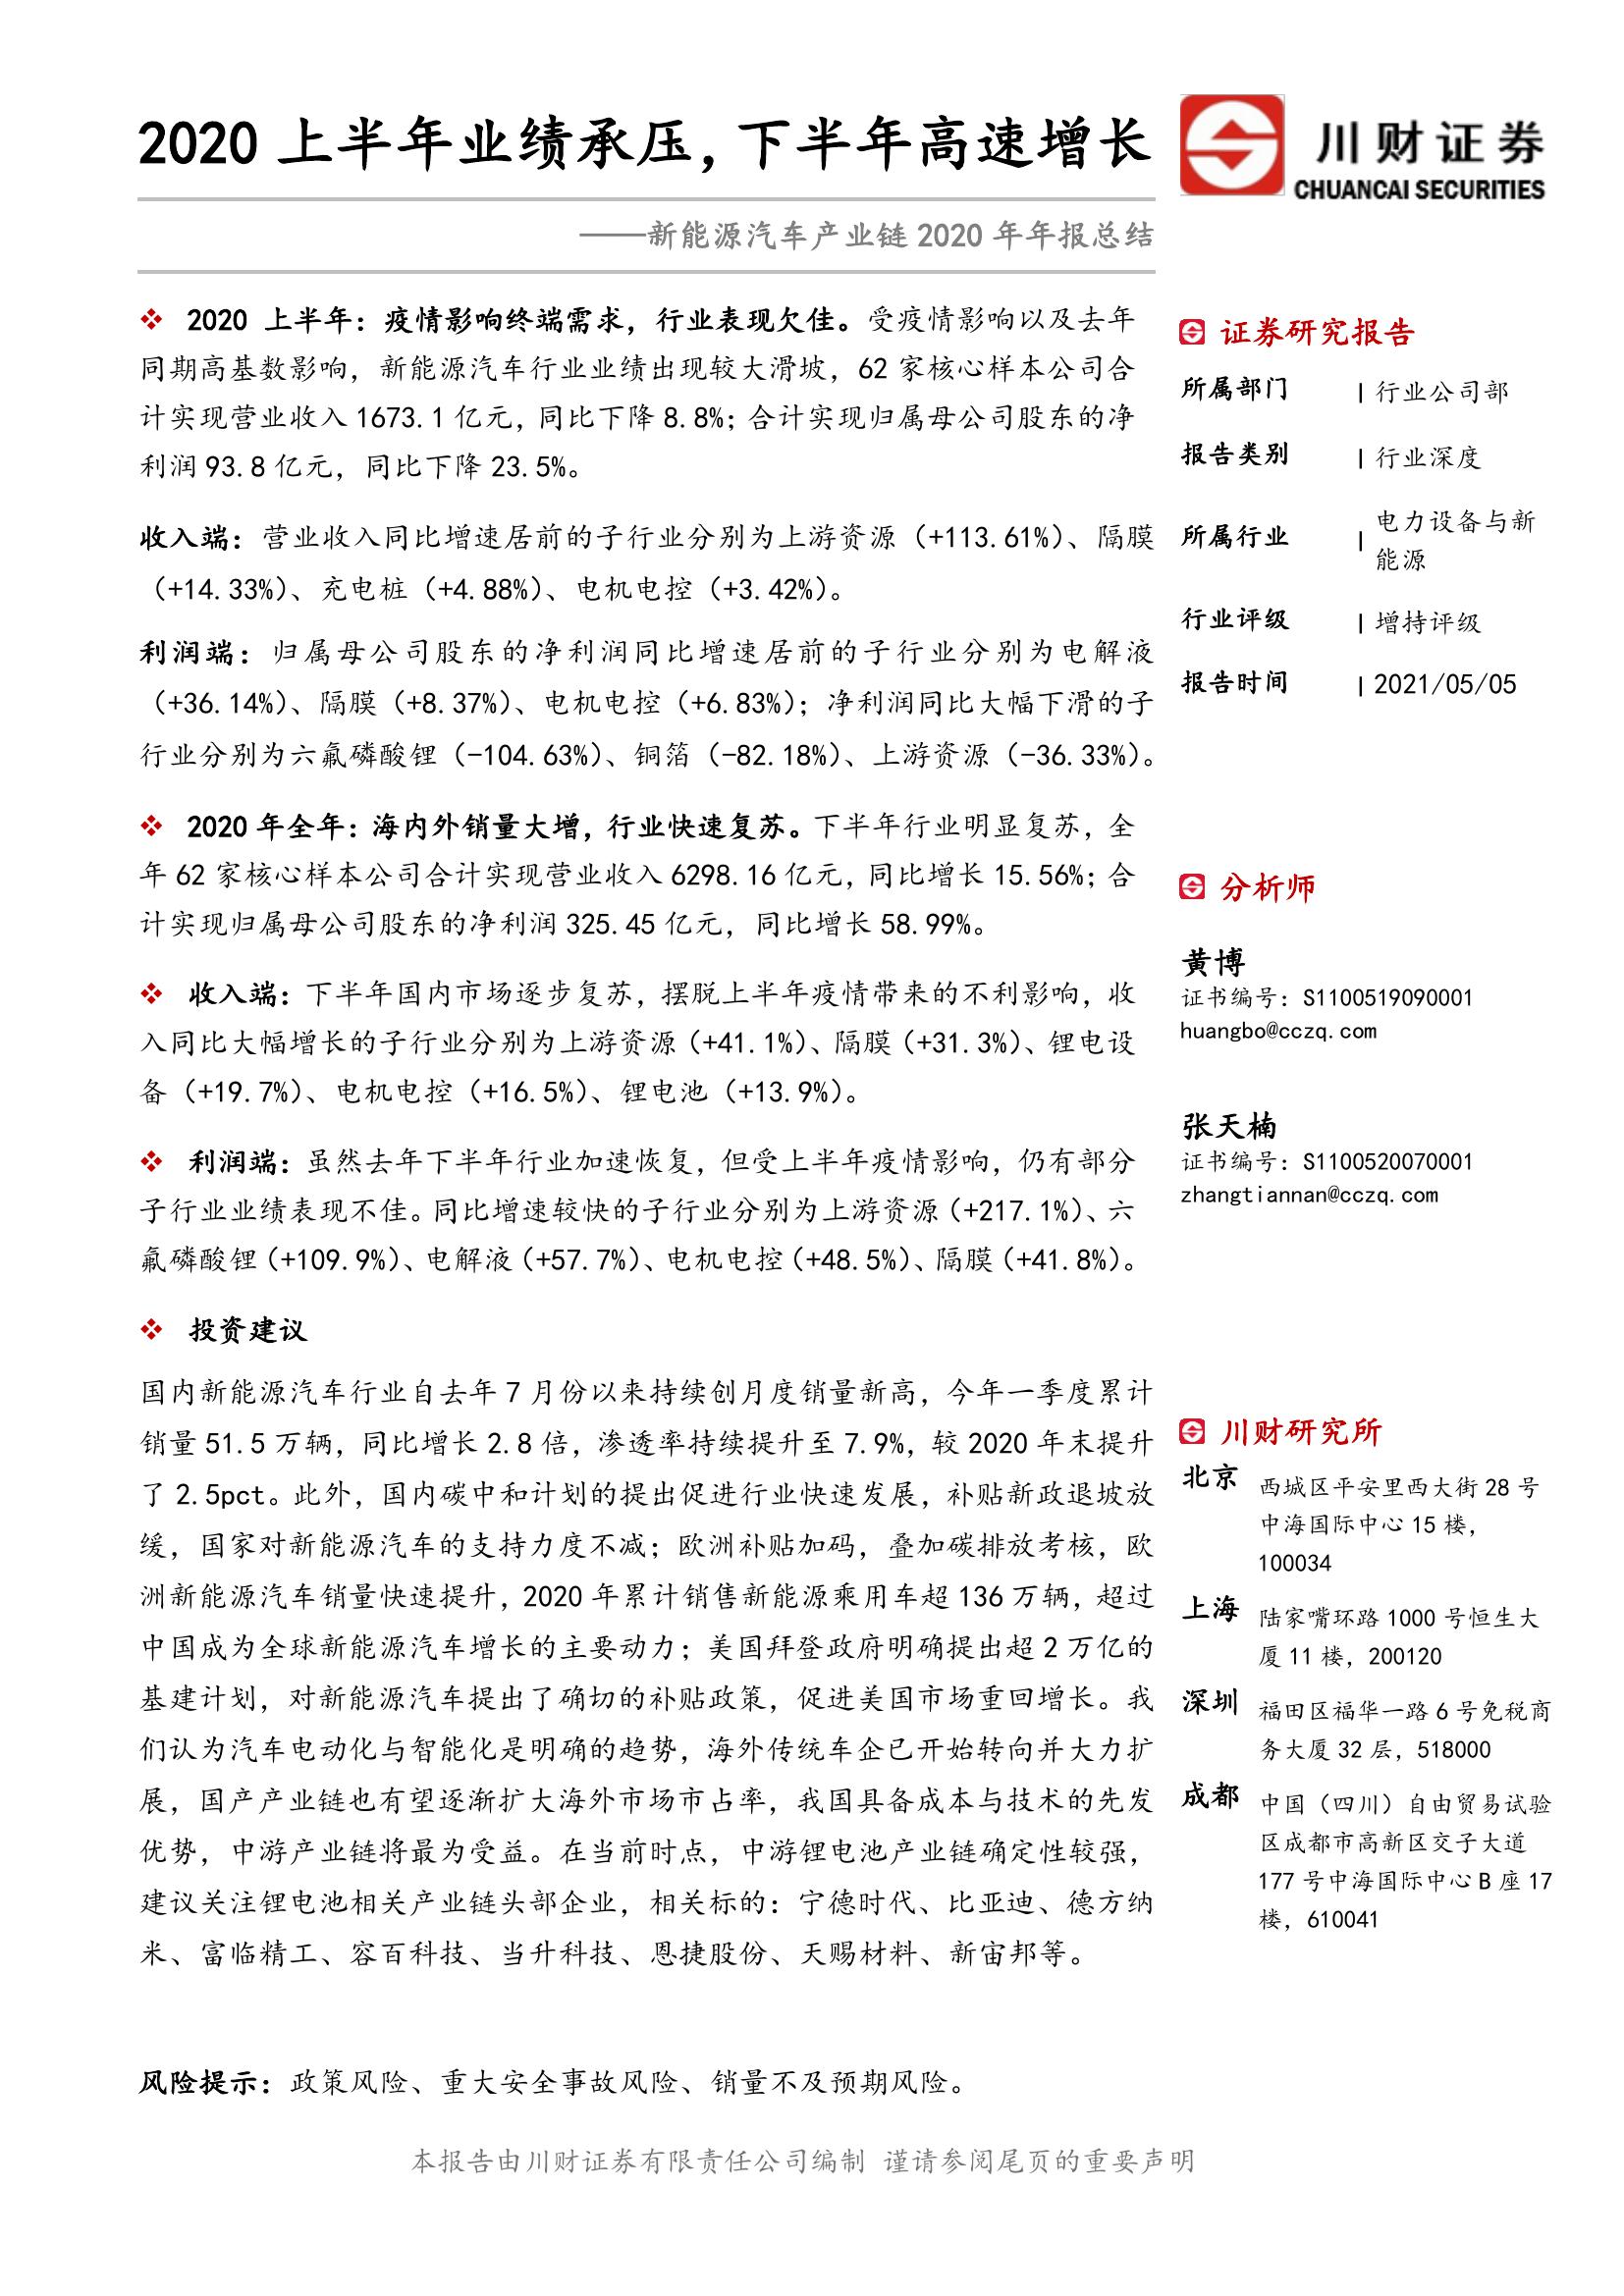 2020 上半年业绩承压，下半年高速增长
川财证券
CHUANCAI SECURITIES
——新能源汽车产业链 2020 年年报总结
❖ 2020 上半年：疫情影响终端需求，行业表现欠佳。受疫情影响以及去年
同期高基数影响，新能源汽车行业业绩出现较大滑坡，62 家核心样本公司合
计实现营业收入 1673.1 亿元，同比下降 8.8%；合计实现归属母公司股东的净
利润 93.8 亿元，同比下降 23.5%。
收入端：营业收入同比增速居前的子行业分别为上游资源（+113.61%）、隔膜
（+14.33%）、充电桩（+4.88%）、电机电控（+3.42%）。
利润端：归属母公司股东的净利润同比增速居前的子行业分别为电解液
（+36.14%）、隔膜（+8.37%）、电机电控（+6.83%）；净利润同比大幅下滑的子
行业分别为六氟磷酸锂（-104.63%）、铜箔（-82.18%）、上游资源（-36.33%）。
❖ 2020 年全年：海内外销量大增，行业快速复苏。下半年行业明显复苏，全
年 62 家核心样本公司合计实现营业收入 6298.16 亿元，同比增长 15.56%；合
计实现归属母公司股东的净利润 325.45 亿元，同比增长 58.99%。
❖ 收入端：下半年国内市场逐步复苏，摆脱上半年疫情带来的不利影响，收
入同比大幅增长的子行业分别为上游资源（+41.1%）、隔膜（+31.3%）、锂电设
备（+19.7%）、电机电控（+16.5%）、锂电池（+13.9%）。
❖ 利润端：虽然去年下半年行业加速恢复，但受上半年疫情影响，仍有部分
子行业业绩表现不佳。同比增速较快的子行业分别为上游资源（+217.1%）、六
氟磷酸锂（+109.9%）、电解液（+57.7%）、电机电控（+48.5%）、隔膜（+41.8%）。
❖ 投资建议
国内新能源汽车行业自去年 7 月份以来持续创月度销量新高，今年一季度累计
销量 51.5 万辆，同比增长 2.8 倍，渗透率持续提升至 7.9%，较 2020 年末提升
了 2.5pct。此外，国内碳中和计划的提出促进行业快速发展，补贴新政退坡放
缓，国家对新能源汽车的支持力度不减；欧洲补贴加码，叠加碳排放考核，欧
洲新能源汽车销量快速提升，2020 年累计销售新能源乘用车超 136 万辆，超过
中国成为全球新能源汽车增长的主要动力；美国拜登政府明确提出超 2 万亿的
基建计划，对新能源汽车提出了确切的补贴政策，促进美国市场重回增长。我
们认为汽车电动化与智能化是明确的趋势，海外传统车企已开始转向并大力扩
展，国产产业链也有望逐渐扩大海外市场市占率，我国具备成本与技术的先发
优势，中游产业链将最为受益。在当前时点，中游锂电池产业链确定性较强，
建议关注锂电池相关产业链头部企业，相关标的：宁德时代、比亚迪、德方纳
米、富临精工、容百科技、当升科技、恩捷股份、天赐材料、新宙邦等。
风险提示：政策风险、重大安全事故风险、销量不及预期风险。
证券研究报告
所属部门 | 行业公司部
报告类别 | 行业深度
所属行业 | 电力设备与新
能源
行业评级 | 增持评级
报告时间 | 2021/05/05
分析师
黄博
证书编号：S1100519090001
huangbo@cczq.com
张天楠
证书编号：S1100520070001
zhangtiannan@cczq.com
川财研究所
北京 西城区平安里西大街 28 号
中海国际中心 15 楼，
100034
上海 陆家嘴环路 1000 号恒生大
厦 11 楼，200120
深圳 福田区福华一路 6 号免税商
务大厦 32 层，518000
成都 中国（四川）自由贸易试验
区成都市高新区交子大道
177 号中海国际中心 B 座 17
楼，610041
本报告由川财证券有限责任公司编制 谨请参阅尾页的重要声明